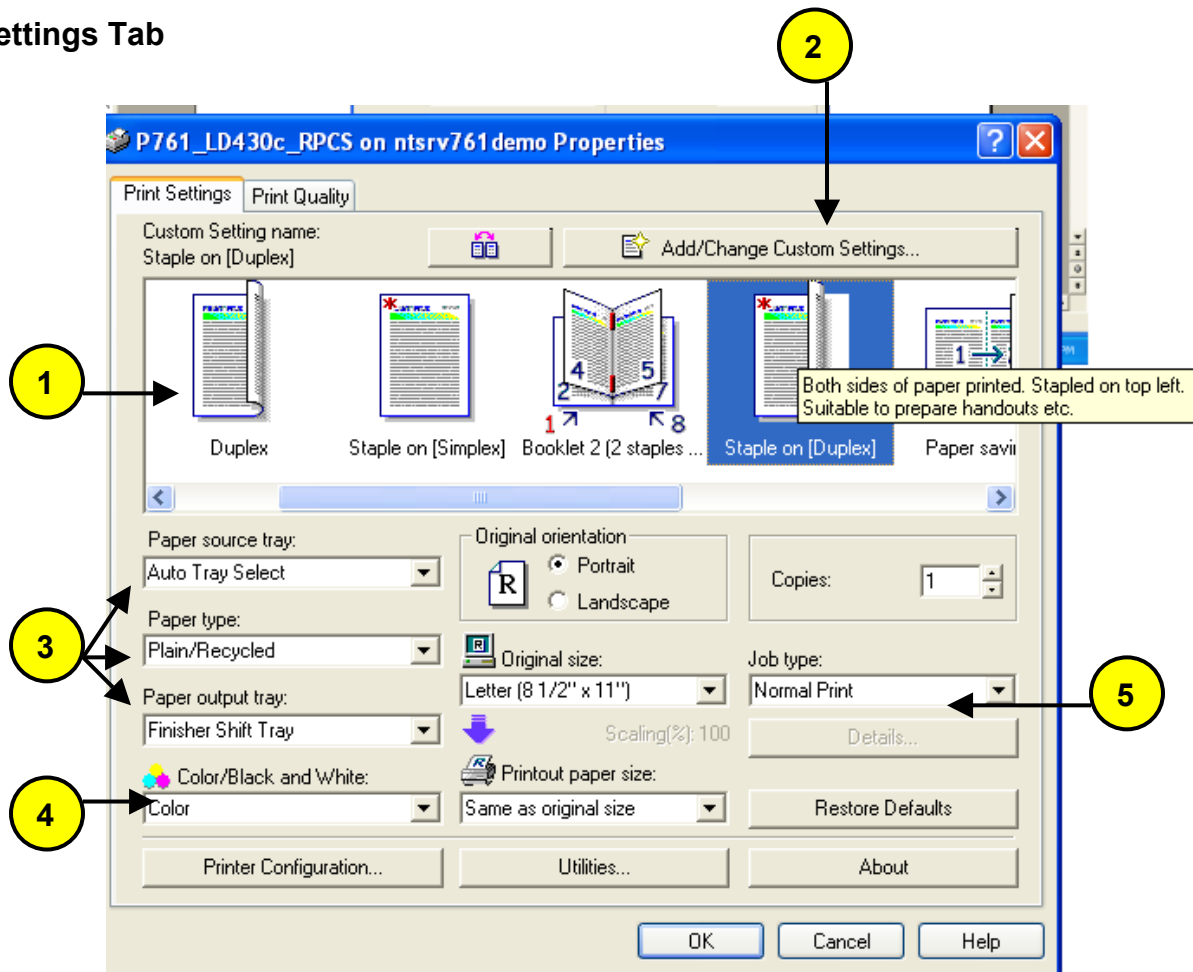 ettings Tab
2
P761_LD430c_RPCS on ntsrv761demo Properties
Print Settings Print Quality
Custom Setting name:
Staple on [Duplex]
Add/Change Custom Settings...
1
4 5
2 7
1 8
1
Both sides of paper printed. Stapled on top left.
Suitable to prepare handouts etc.
Duplex
Staple on [Simplex]
Booklet 2 (2 staples ...
Staple on [Duplex]
Paper savin
Paper source tray:
Auto Tray Select
Original orientation
R
Portrait
Landscape
Copies: 1
3
Paper type:
Plain/Recycled
R
Original size:
Letter (8 1/2" x 11")
Job type:
Normal Print
5
Paper output tray:
Finisher Shift Tray
Scaling(%): 100
Details...
4
Color/Black and White:
Color
R
Printout paper size:
Same as original size
Restore Defaults
Printer Configuration...
Utilities...
About
OK
Cancel
Help